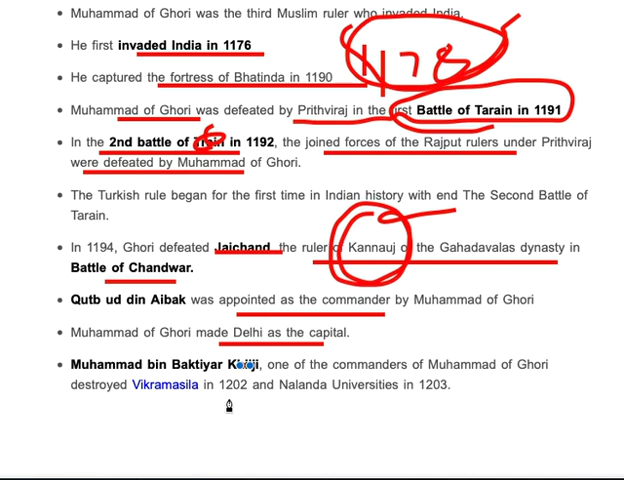 • Muhammad of Ghori was the third Muslim ruler who invaded India.
• He first invaded India in 1176
1178
• He captured the fortress of Bhatinda in 1190
• Muhammad of Ghori was defeated by Prithviraj in the first Battle of Tarain in 1191
• In the 2nd battle of in 1192, the joined forces of the Rajput rulers under Prithviraj
were defeated by Muhammad of Ghori.
• The Turkish rule began for the first time in Indian history with end The Second Battle of
Tarain.
• In 1194, Ghori defeated Jaichand the ruler of Kannauj of the Gahadavalas dynasty in
Battle of Chandwar.
• Qutb ud din Aibak was appointed as the commander by Muhammad of Ghori
• Muhammad of Ghori made Delhi as the capital.
• Muhammad bin Baktiyar one of the commanders of Muhammad of Ghori
destroyed Vikramasila in 1202 and Nalanda Universities in 1203.